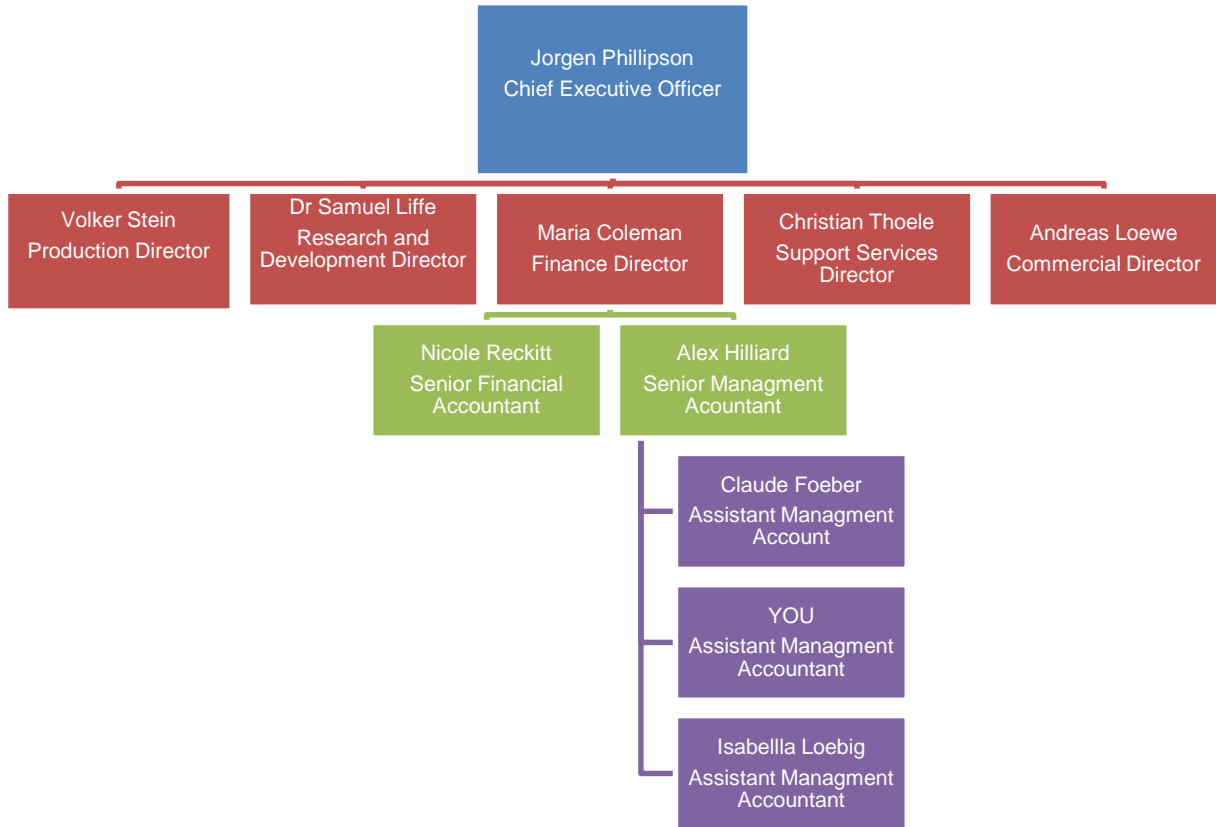 Jorgen Phillipson
Chief Executive Officer
Volker Stein
Production Director
Dr Samuel Liffe
Research and
Development Director
Maria Coleman
Finance Director
Christian Thoele
Support Services
Director
Andreas Loewe
Commercial Director
Nicole Reckitt
Senior Financial
Accountant
Alex Hilliard
Senior Managment
Acountant
Claude Foeber
Assistant Managment
Account
YOU
Assistant Managment
Accountant
Isabellla Loebig
Assistant Managment
Accountant